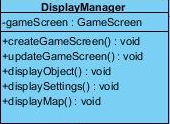 DisplayManager
-gameScreen : GameScreen
+createGameScreen() : void
+updateGameScreen() : void
+displayObject() : void
+displaySettings() : void
+displayMap() : void